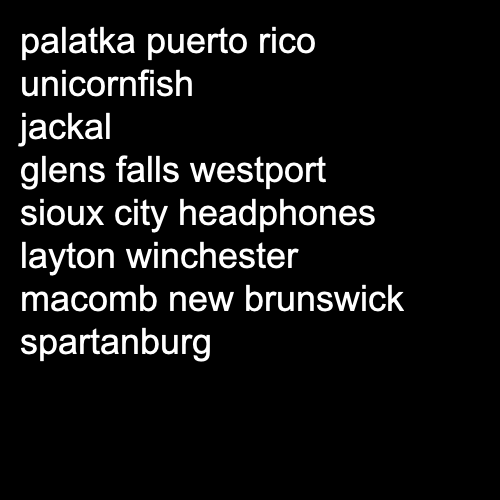 palatka puerto rico
unicornfish
jackal
glens falls westport
sioux city headphones
layton winchester
macomb new brunswick
spartanburg